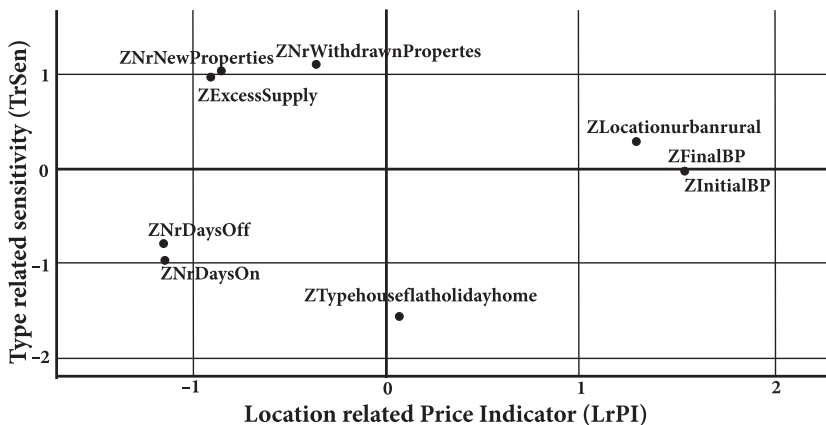 ZNrNewProperties
ZNrWithdrawnPropertes
ZExcessSupply
ZLocationurbanrural
ZFinalBP
ZInitialBP
ZNrDaysOff
ZNrDaysOn
ZTypehouseflatholidayhome
Type related sensitivity (TrSen)
1
0
−1
−2
−1
0
1
2
Location related Price Indicator (LrPI)